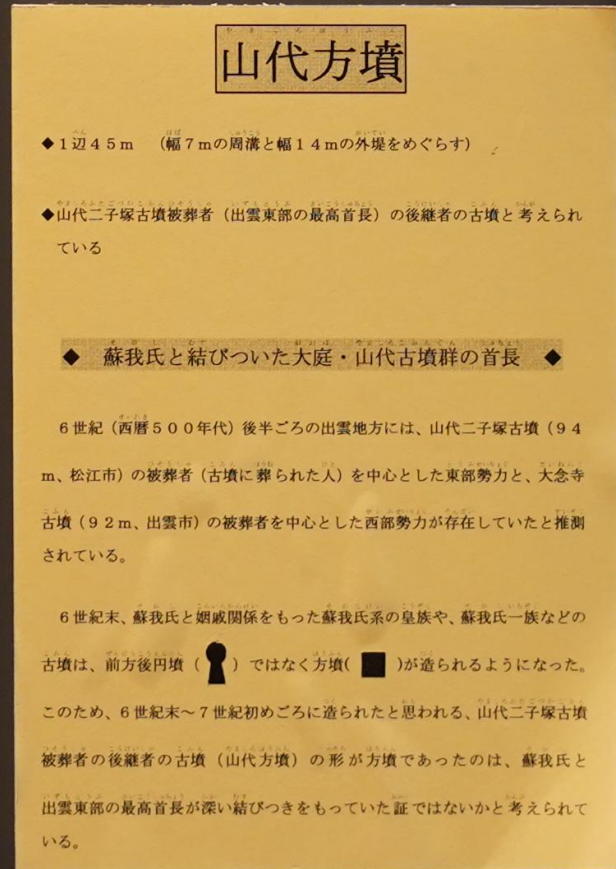 山代方墳
◆1辺45m （幅7mの周溝と幅14mの外堤をめぐらす）
◆山代二子塚古墳被葬者（出雲東部の最高首長）の後継者の古墳と考えられ
ている
◆ 蘇我氏と結びついた大庭・山代古墳群の首長 ◆
6世紀（西暦500年代）後半ごろの出雲地方には、山代二子塚古墳（94
m、松江市）の被葬者（古墳に葬られた人）を中心とした東部勢力と、大念寺
古墳（92m、出雲市）の被葬者を中心とした西部勢力が存在していたと推測
されている。
6世紀末、蘇我氏と姻戚関係をもった蘇我氏系の皇族や、蘇我氏一族などの
古墳は、前方後円墳（ ）ではなく方墳( )が造られるようになった。
このため、6世紀末～7世紀初めごろに造られたと思われる、山代二子塚古墳
被葬者の後継者の古墳（山代方墳）の形が方墳であったのは、蘇我氏と
出雲東部の最高首長が深い結びつきをもっていた証ではないかと考えられて
いる。